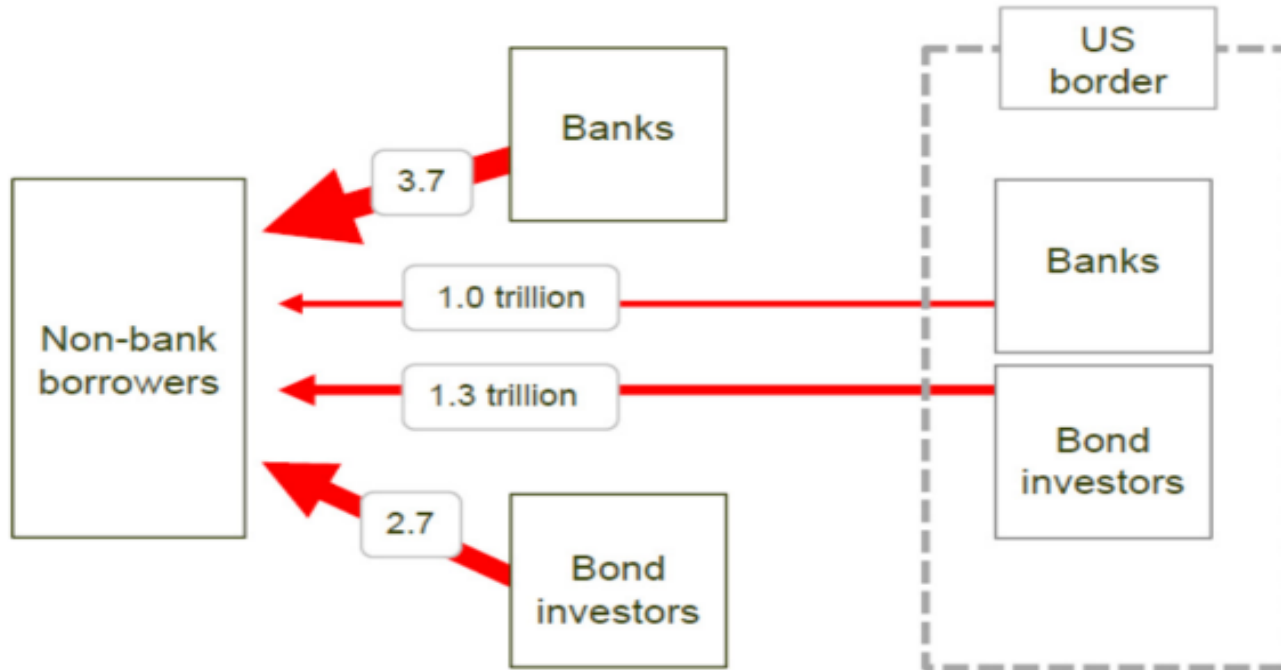 US
border
Banks
3.7
Banks
1.0 trillion
Non-bank
borrowers
1.3 trillion
Bond
investors
2.7
Bond
investors